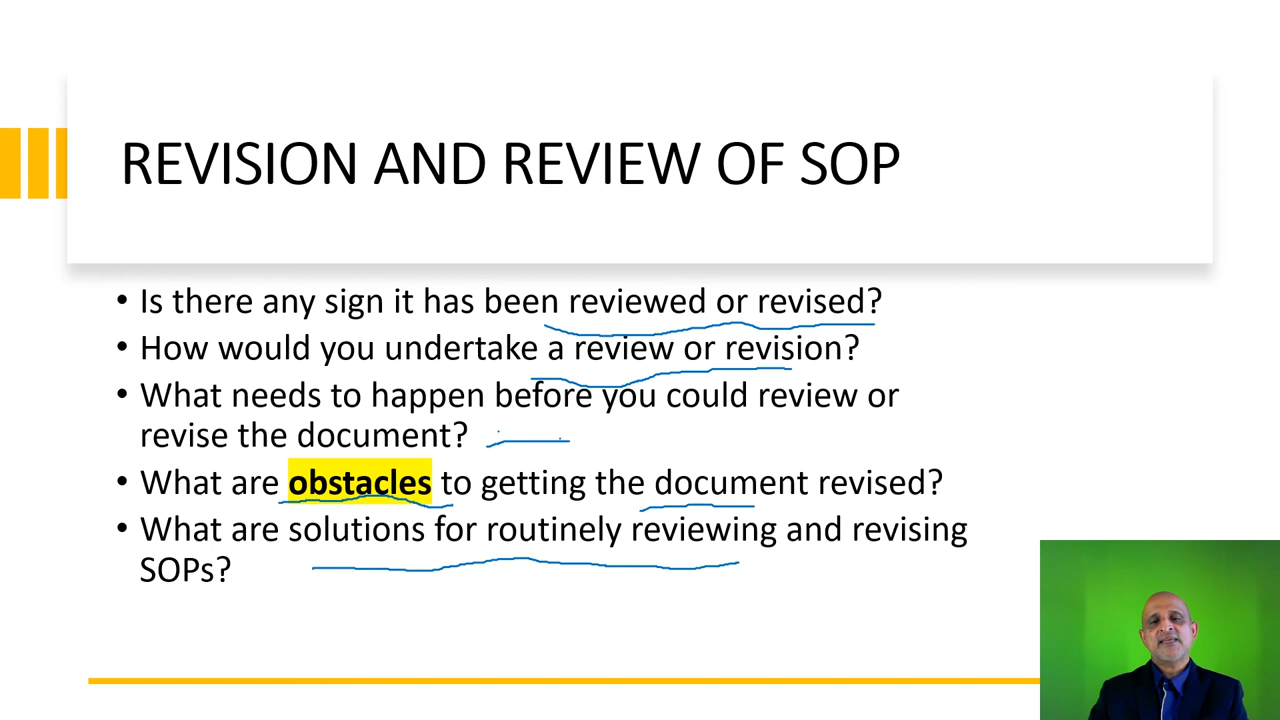 REVISION AND REVIEW OF SOP
• Is there any sign it has been reviewed or revised?
• How would you undertake a review or revision?
• What needs to happen before you could review or
revise the document?
• What are obstacles to getting the document revised?
• What are solutions for routinely reviewing and revising
SOPs?